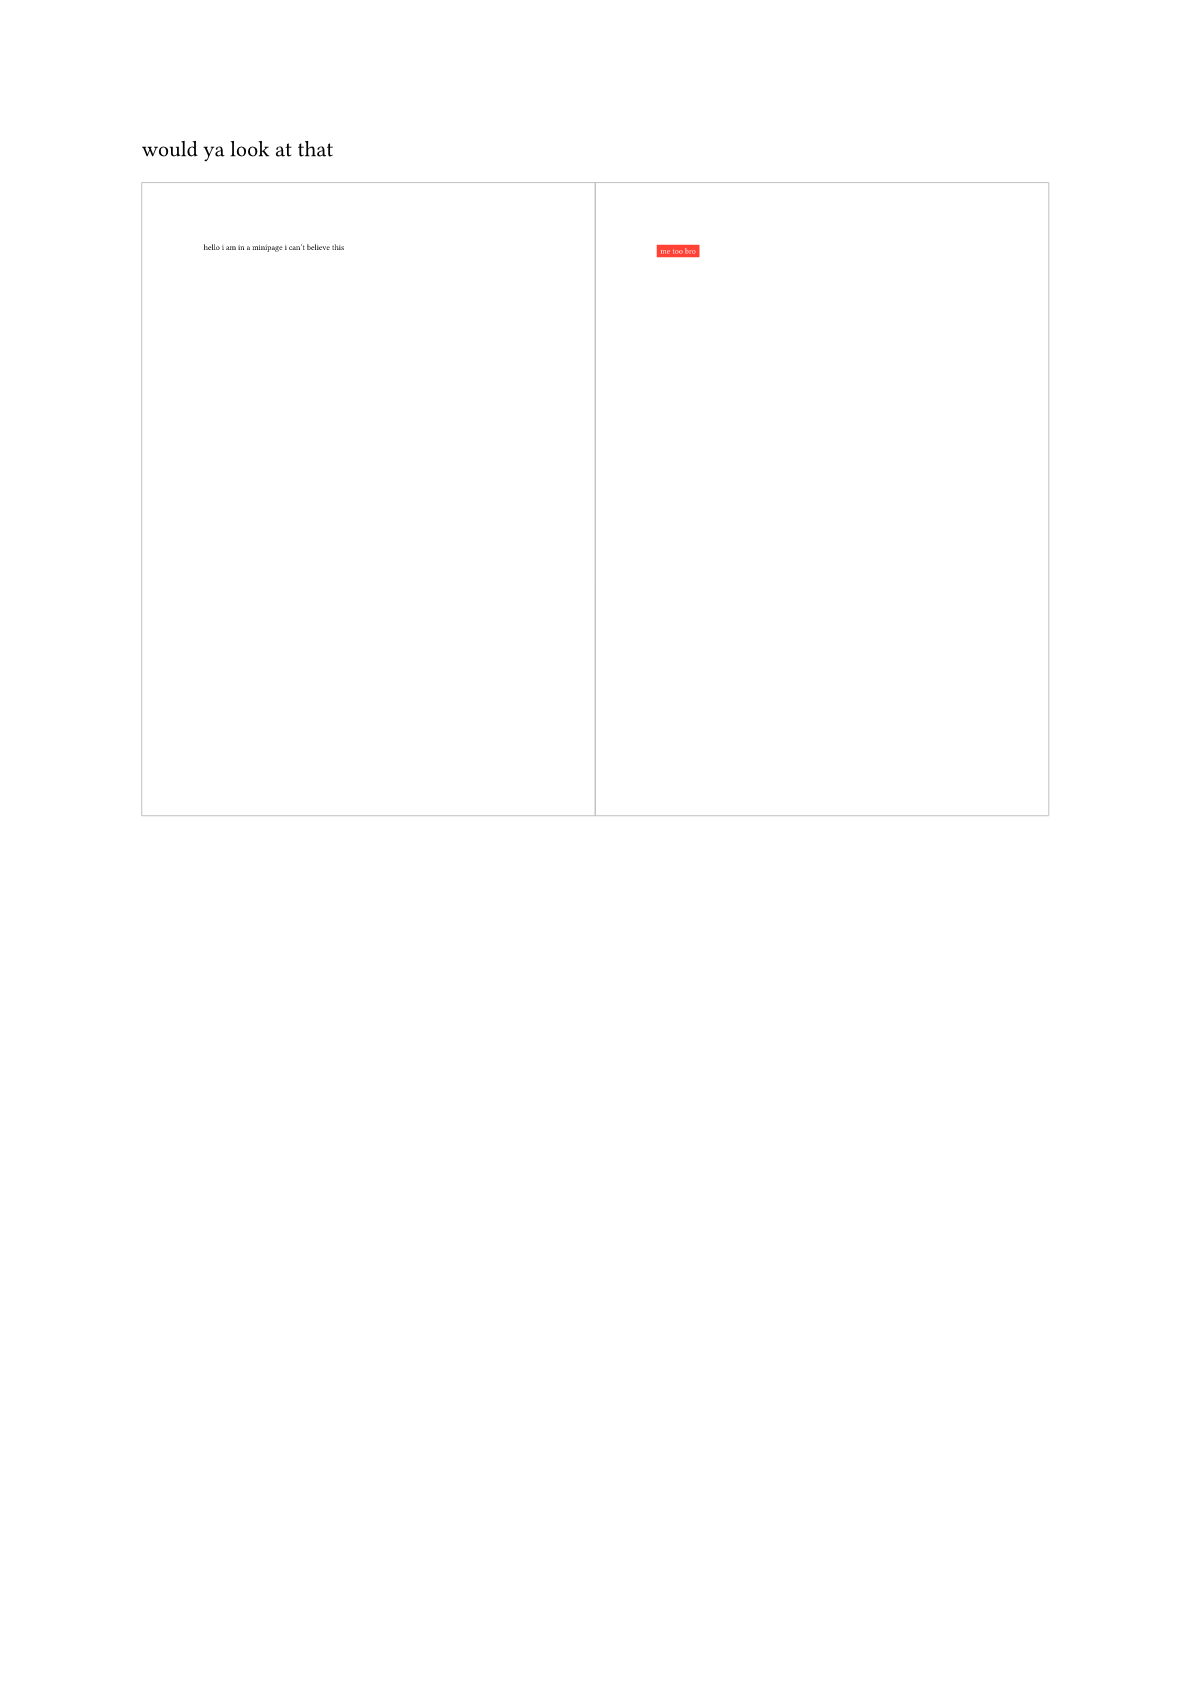 would ya look at that
hello i am in a minipage i can't believe this
me too bro